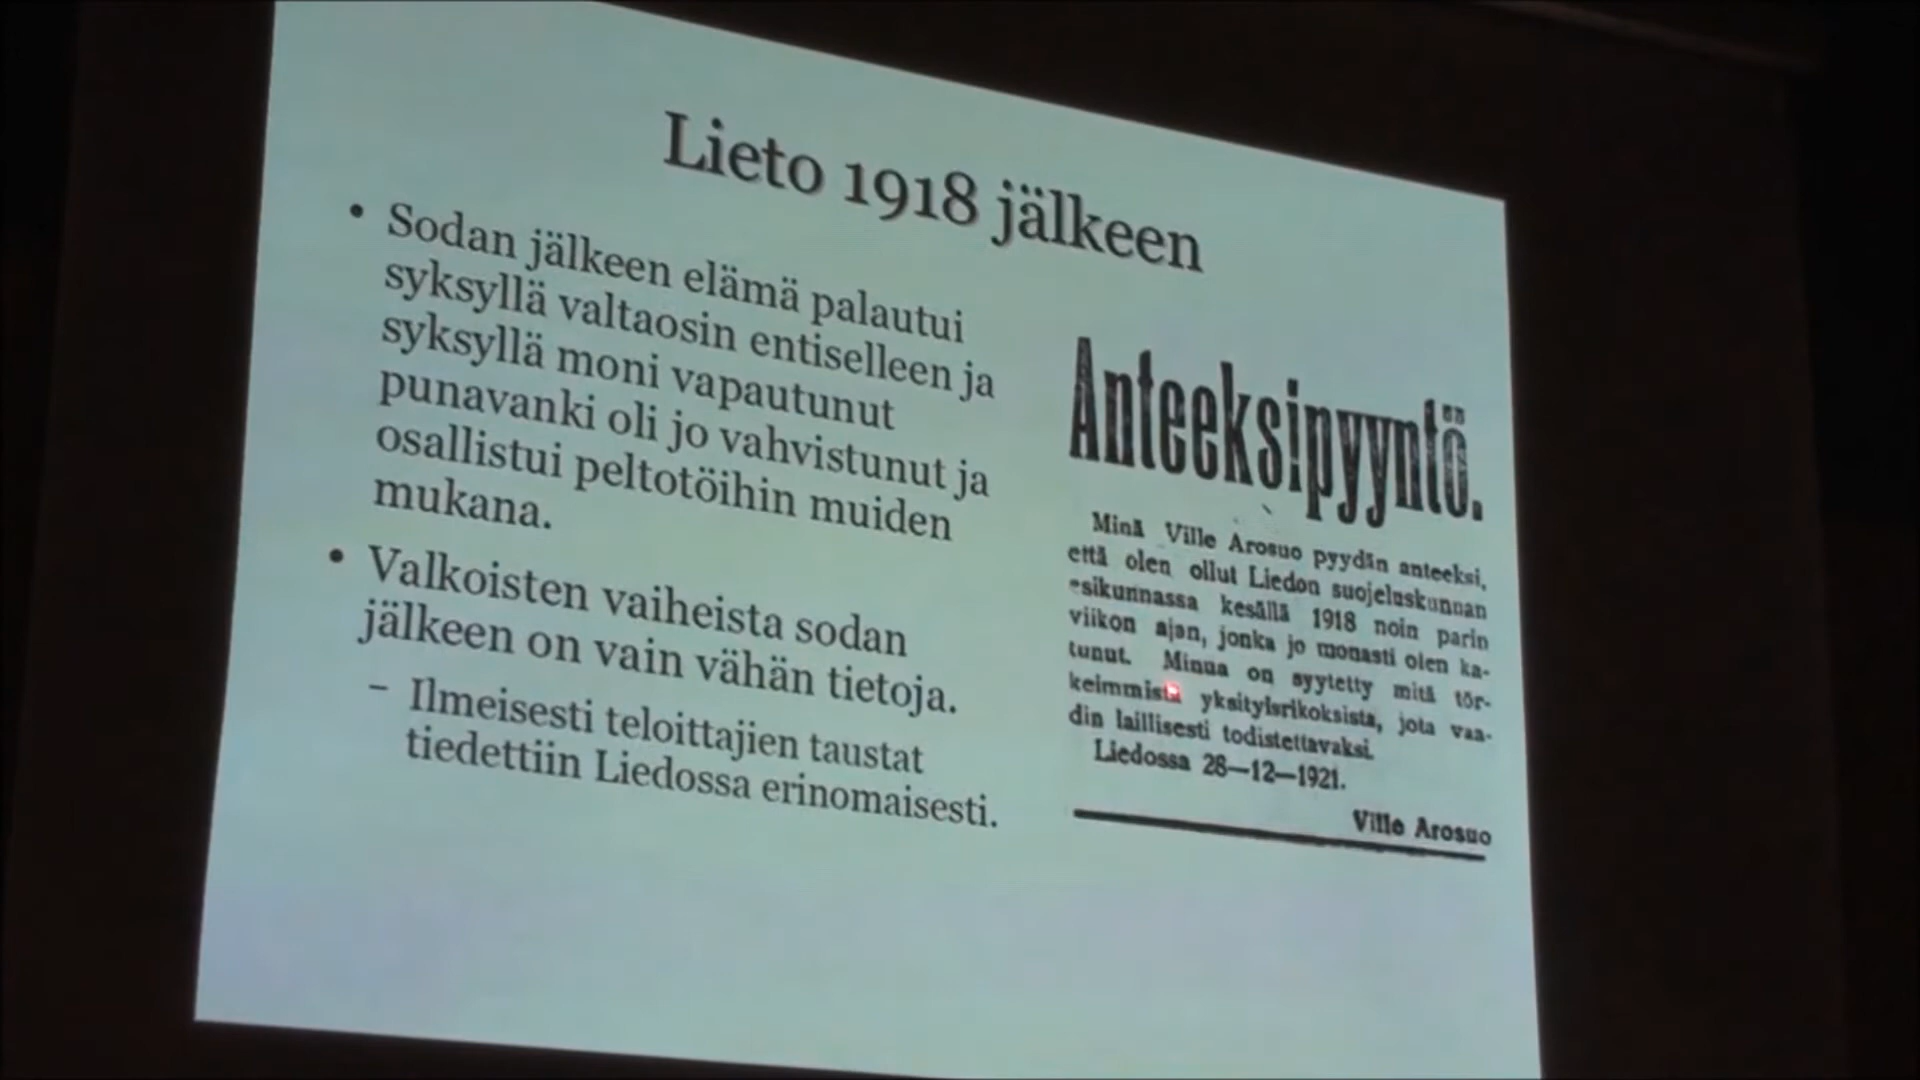 Lieto 1918 jälkeen
• Sodan jälkeen elämä palautui
syksyllä valtaosin entiselleen ja
syksyllä moni vapautunut
punavanki oli jo vahvistunut ja
osallistui peltotöihin muiden
mukana.
• Valkoisten vaiheista sodan
jälkeen on vain vähän tietoja.
– Ilmeisesti teloittajien taustat
tiedettiin Liedossa erinomaisesti.
Anteeksipyyntö.
Minä Ville Arosuo pyydän anteeksi,
että olen ollut Liedon suojeluskunnan
esikunnassa kesällä 1918 noin parin
viikon ajan, jonka jo monasti olen ka-
tunut. Minua on syytetty mitä tör-
keimmistä yksityisrikoksista, jota vaa-
din laillisesti todistettavaksi.
Liedossa 28—12—1921.
Ville Arosuo